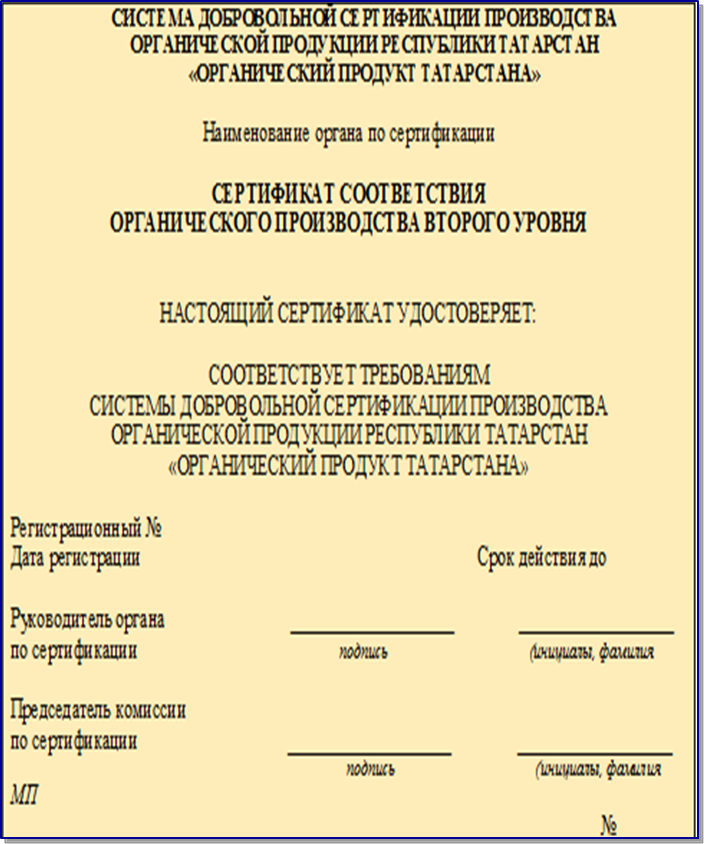 СИСТЕМА ДОБРОВОЛЬНОЙ СЕРТИФИКАЦИИ ПРОИЗВОДСТВА
ОРГАНИЧЕСКОЙ ПРОДУКЦИИ РЕСПУБЛИКИ ТАТАРСТАН
«ОРГАНИЧЕСКИЙ ПРОДУКТ ТАТАРСТАНА»
Наименование органа по сертификации
СЕРТИФИКАТ СООТВЕТСТВИЯ
ОРГАНИЧЕСКОГО ПРОИЗВОДСТВА ВТОРОГО УРОВНЯ
НАСТОЯЩИЙ СЕРТИФИКАТ УДОСТОВЕРЯЕТ:
СООТВЕТСТВУЕТ ТРЕБОВАНИЯМ
СИСТЕМЫ ДОБРОВОЛЬНОЙ СЕРТИФИКАЦИИ ПРОИЗВОДСТВА
ОРГАНИЧЕСКОЙ ПРОДУКЦИИ РЕСПУБЛИКИ ТАТАРСТАН
«ОРГАНИЧЕСКИЙ ПРОДУКТ ТАТАРСТАНА»
Регистрационный №
Дата регистрации Срок действия до
Руководитель органа
по сертификации подпись (инициалы, фамилия
Председатель комиссии
по сертификации
подпись (инициалы, фамилия
МП
№